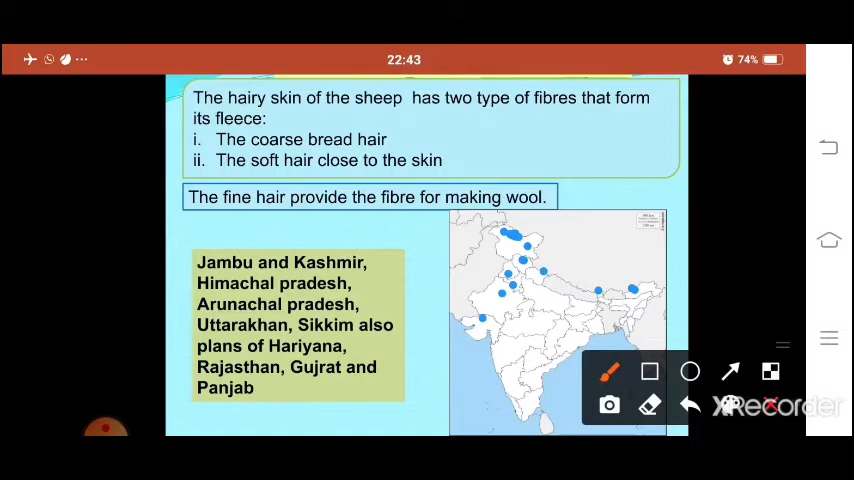 22:43
74%
The hairy skin of the sheep has two type of fibres that form
its fleece:
i. The coarse bread hair
ii. The soft hair close to the skin
The fine hair provide the fibre for making wool.
Jambu and Kashmir,
Himachal pradesh,
Arunachal pradesh,
Uttarakhan, Sikkim also
plans of Hariyana,
Rajasthan, Gujrat and
Panjab
XRecorder